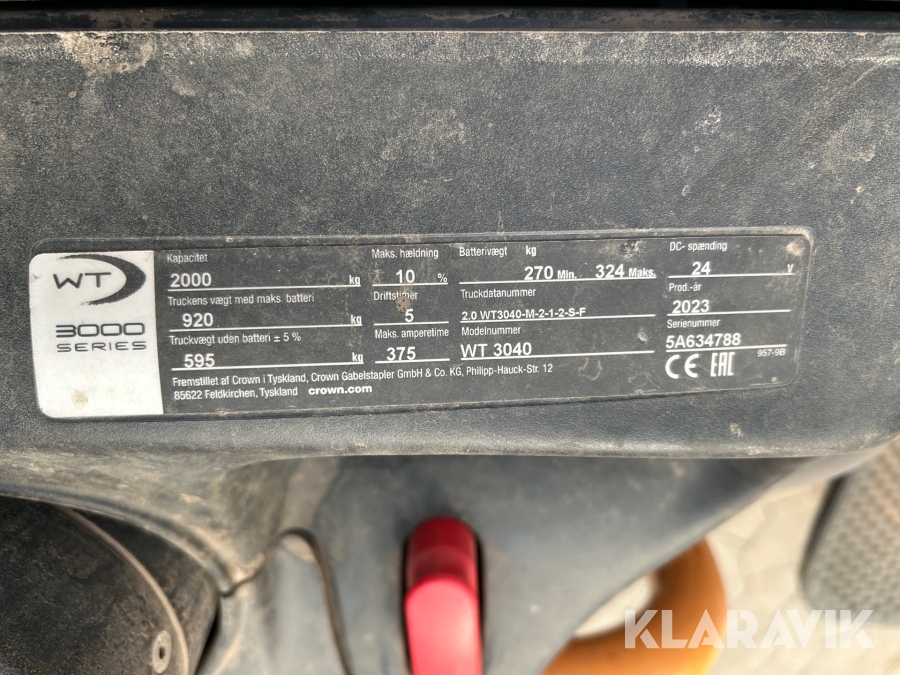 WT
3000
SERIES
Kapacitet
2000 kg
Truckens vægt med maks. batteri
920 kg
Truckvægt uden batteri ± 5 %
595 kg
Maks. hældning
10 %
Driftstimer
5
Maks. amperetime
375
Batterivægt kg
270 Min. 324 Maks.
Truckdatanummer
2.0 WT3040-M-2-1-2-S-F
Modelnummer
WT 3040
DC- spænding
24 V
Prod.-år
2023
Serienummer
5A634788
CE EAC 957-9B
Fremstillet af Crown i Tyskland, Crown Gabelstapler GmbH & Co. KG, Philipp-Hauck-Str. 12
85622 Feldkirchen, Tyskland crown.com
KLARAVIK